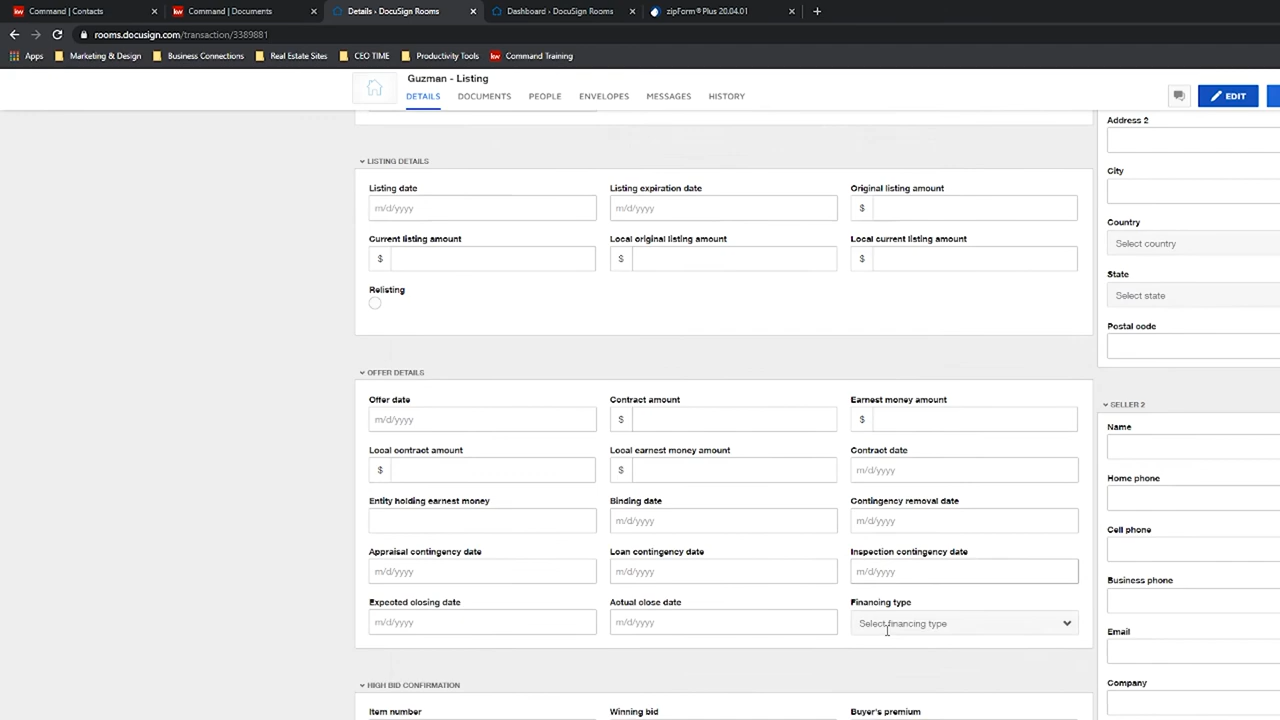 kw Command | Contacts × kw Command | Documents × Details › DocuSign Rooms × Dashboard › DocuSign Rooms × zipForm® Plus 20.04.01 × +
rooms.docusign.com/transaction/3389881
Apps Marketing & Design Business Connections Real Estate Sites CEO TIME Productivity Tools kw Command Training
Guzman - Listing
DETAILS DOCUMENTS PEOPLE ENVELOPES MESSAGES HISTORY EDIT
Address 2
LISTING DETAILS
City
Listing date Listing expiration date Original listing amount
m/d/yyyy m/d/yyyy $
Country
Current listing amount Local original listing amount Local current listing amount
Select country
$ $ $
State
Relisting
Select state
Postal code
OFFER DETAILS
Offer date Contract amount Earnest money amount
SELLER 2
m/d/yyyy $ $
Name
Local contract amount Local earnest money amount Contract date
$ $ m/d/yyyy
Home phone
Entity holding earnest money Binding date Contingency removal date
m/d/yyyy m/d/yyyy
Cell phone
Appraisal contingency date Loan contingency date Inspection contingency date
m/d/yyyy m/d/yyyy m/d/yyyy
Business phone
Expected closing date Actual close date Financing type
m/d/yyyy m/d/yyyy Select financing type
Email
HIGH BID CONFIRMATION
Company
Item number Winning bid Buyer's premium